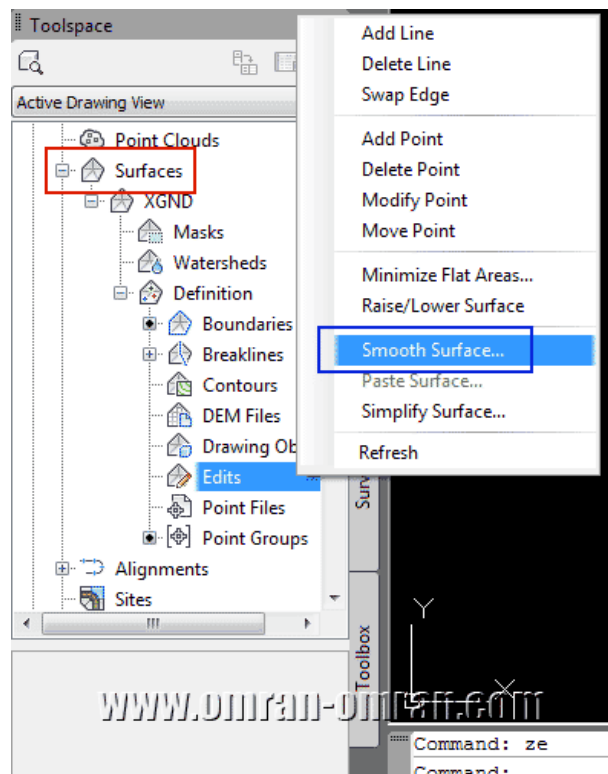 Toolspace
Active Drawing View
Point Clouds
Surfaces
XGND
Masks
Watersheds
Definition
Boundaries
Breaklines
Contours
DEM Files
Drawing Ob
Edits
Point Files
Point Groups
Alignments
Sites
Add Line
Delete Line
Swap Edge
Add Point
Delete Point
Modify Point
Move Point
Minimize Flat Areas...
Raise/Lower Surface
Smooth Surface...
Paste Surface...
Simplify Surface...
Refresh
Surv
Toolbox
Y
X
www.omran-omran.com
Command: ze
Command: